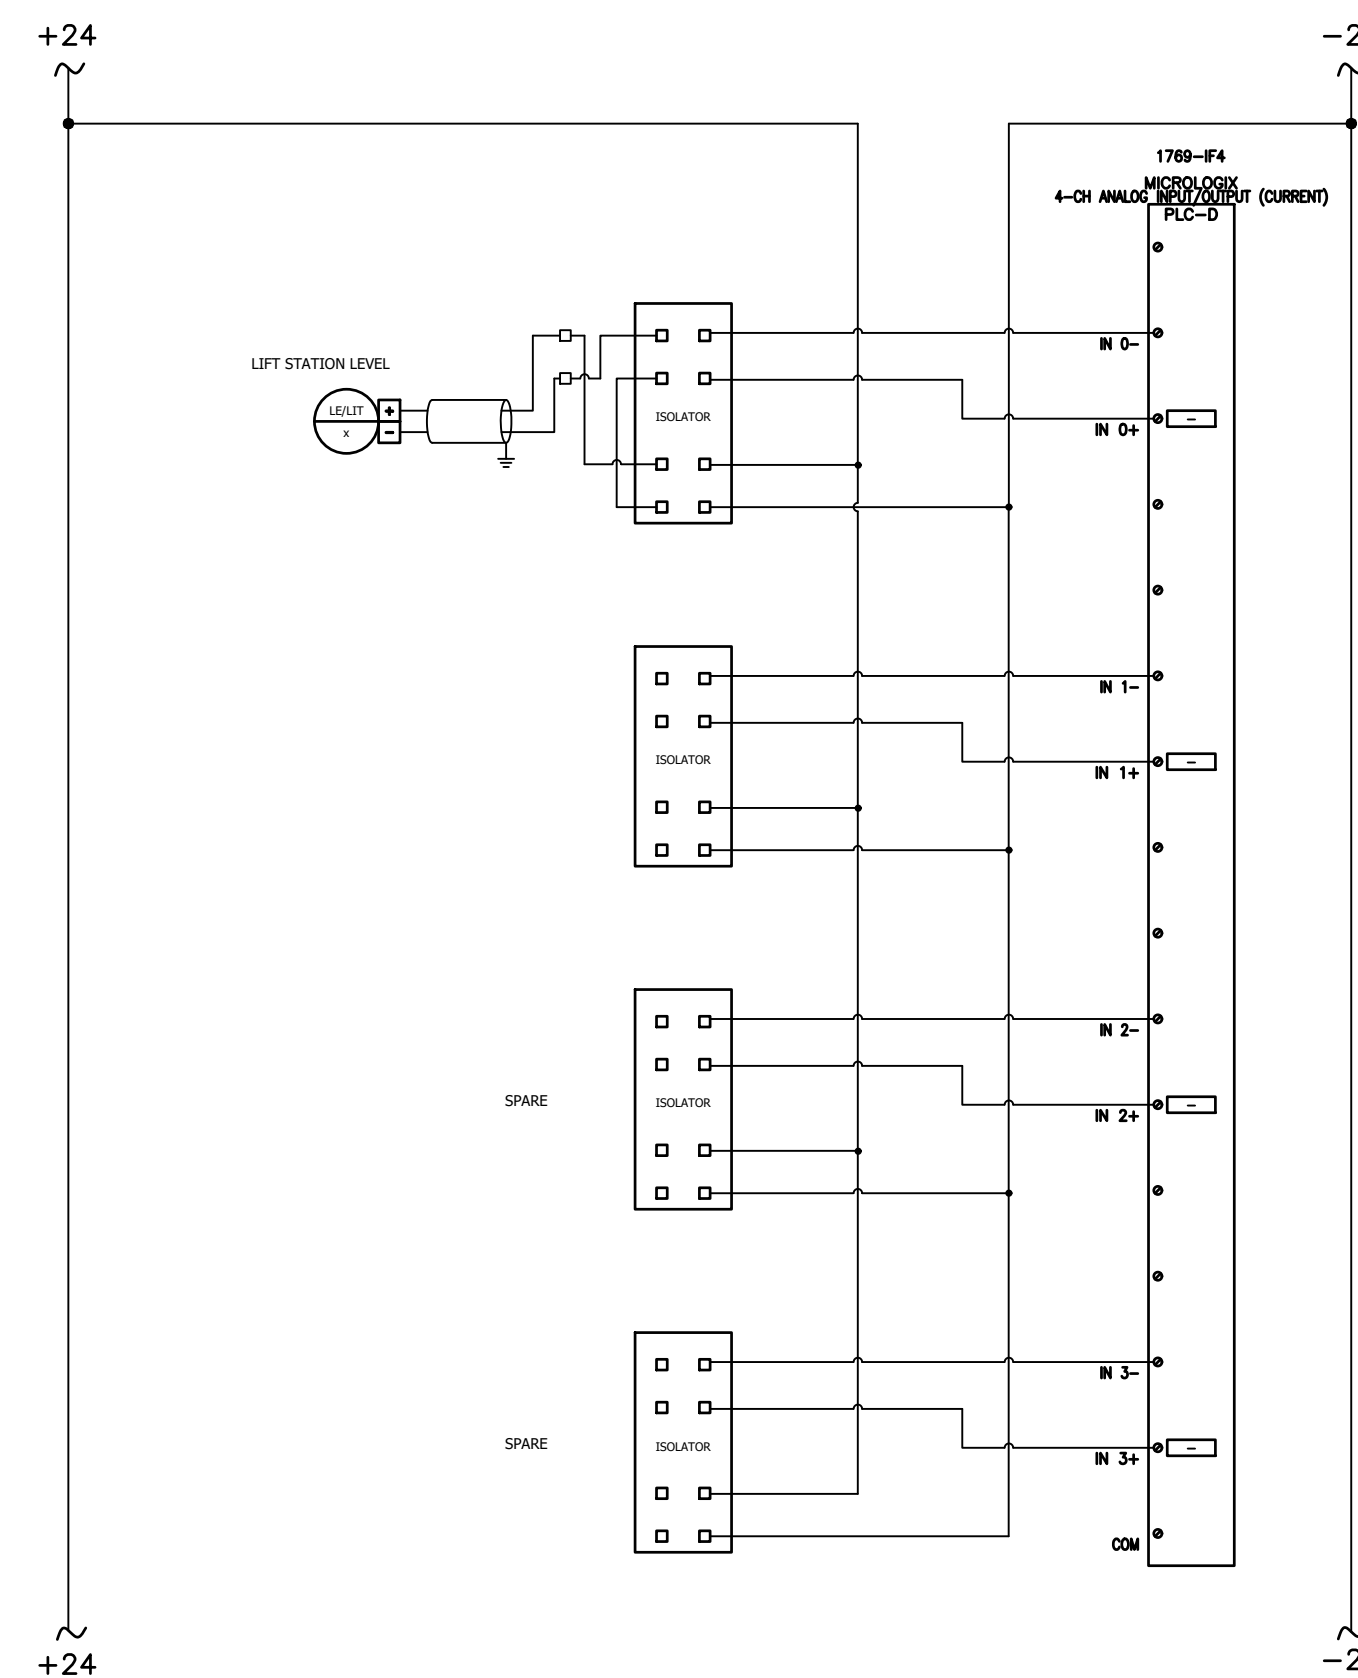 +24
-2
1769-IF4
MICROLOGIX
4-CH ANALOG INPUT/OUTPUT (CURRENT)
PLC-D
IN 0-
LIFT STATION LEVEL
LE/LIT
+
-
x
ISOLATOR
IN 0+
-
IN 1-
ISOLATOR
IN 1+
-
IN 2-
SPARE
ISOLATOR
IN 2+
-
IN 3-
SPARE
ISOLATOR
IN 3+
-
COM
+24
-2